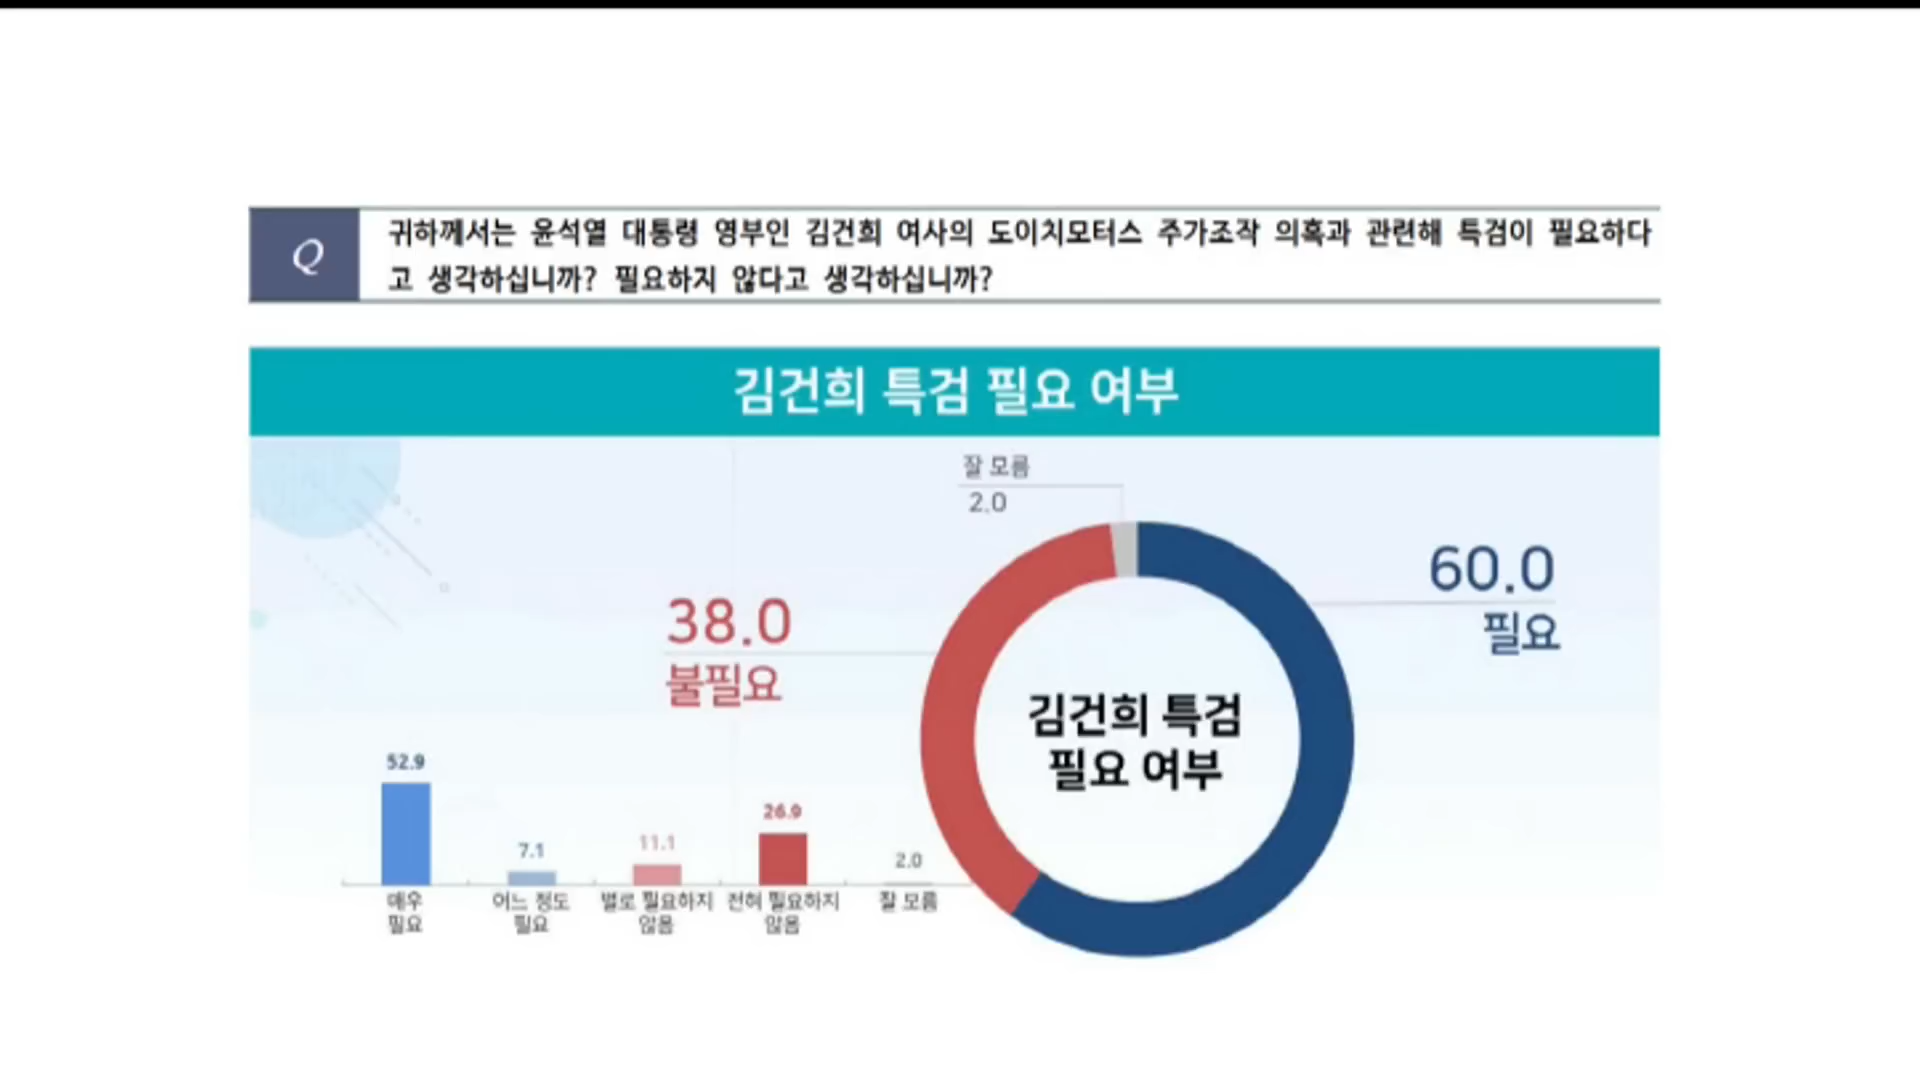 Q
귀하께서는 윤석열 대통령 영부인 김건희 여사의 도이치모터스 주가조작 의혹과 관련해 특검이 필요하다
고 생각하십니까? 필요하지 않다고 생각하십니까?
김건희 특검 필요 여부
잘 모름
2.0
60.0
필요
38.0
불필요
김건희 특검
필요 여부
52.9
7.1
11.1
26.9
2.0
매우
필요
어느 정도
필요
별로 필요하지
않음
전혀 필요하지
않음
잘 모름